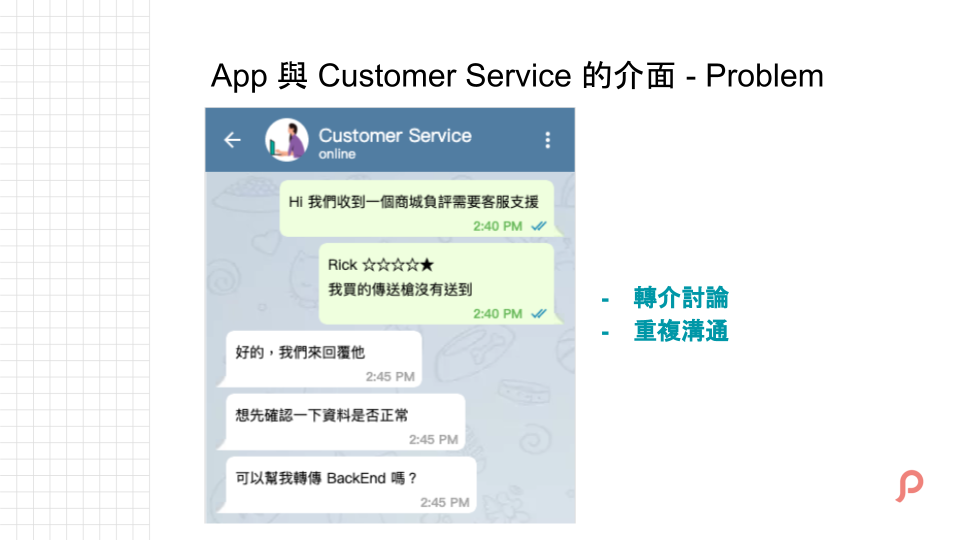 App 與 Customer Service 的介面 - Problem
Customer Service
online
Hi 我們收到一個商城負評需要客服支援
2:40 PM
Rick ☆☆☆☆★
我買的傳送槍沒有送到
2:40 PM
好的，我們來回覆他
2:45 PM
想先確認一下資料是否正常
2:45 PM
可以幫我轉傳 BackEnd 嗎？
2:45 PM
- 轉介討論
- 重複溝通